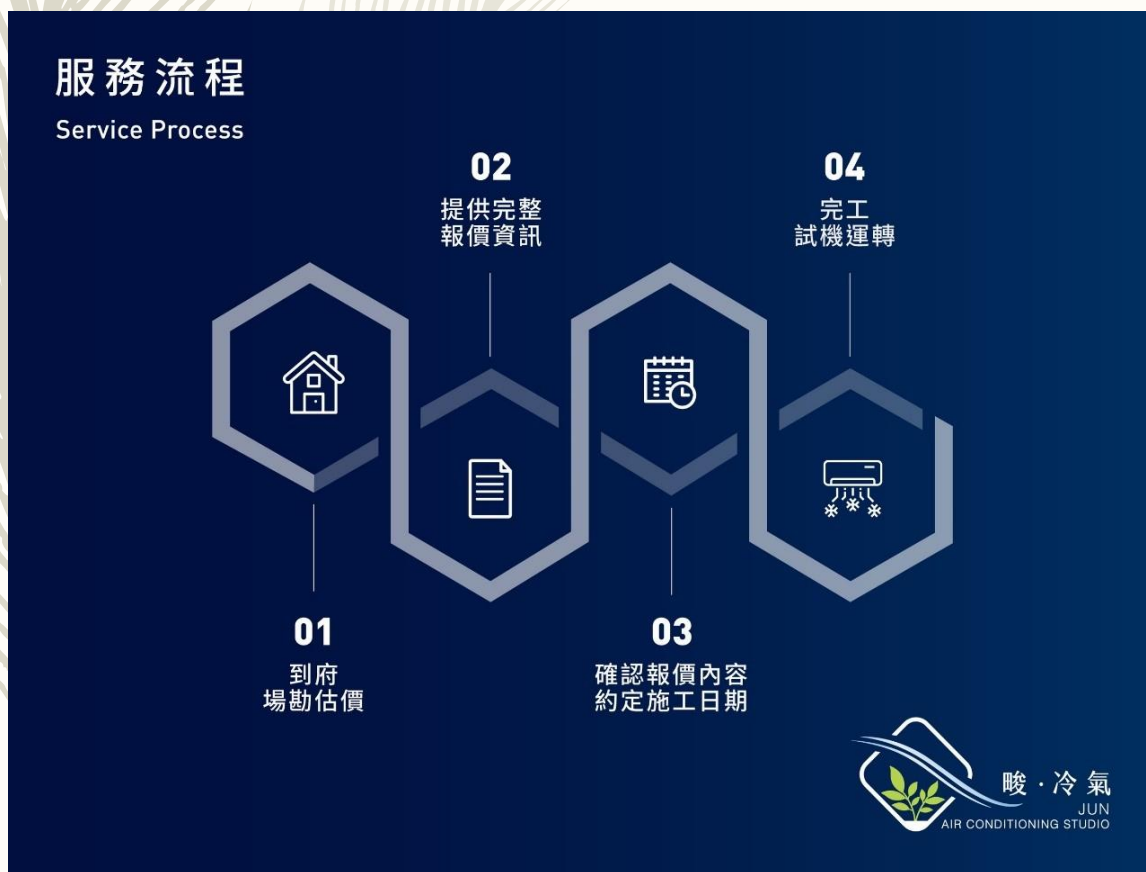 服務流程
Service Process
01
到府
場勘估價
02
提供完整
報價資訊
03
確認報價內容
約定施工日期
04
完工
試機運轉
畯·冷氣
JUN
AIR CONDITIONING STUDIO